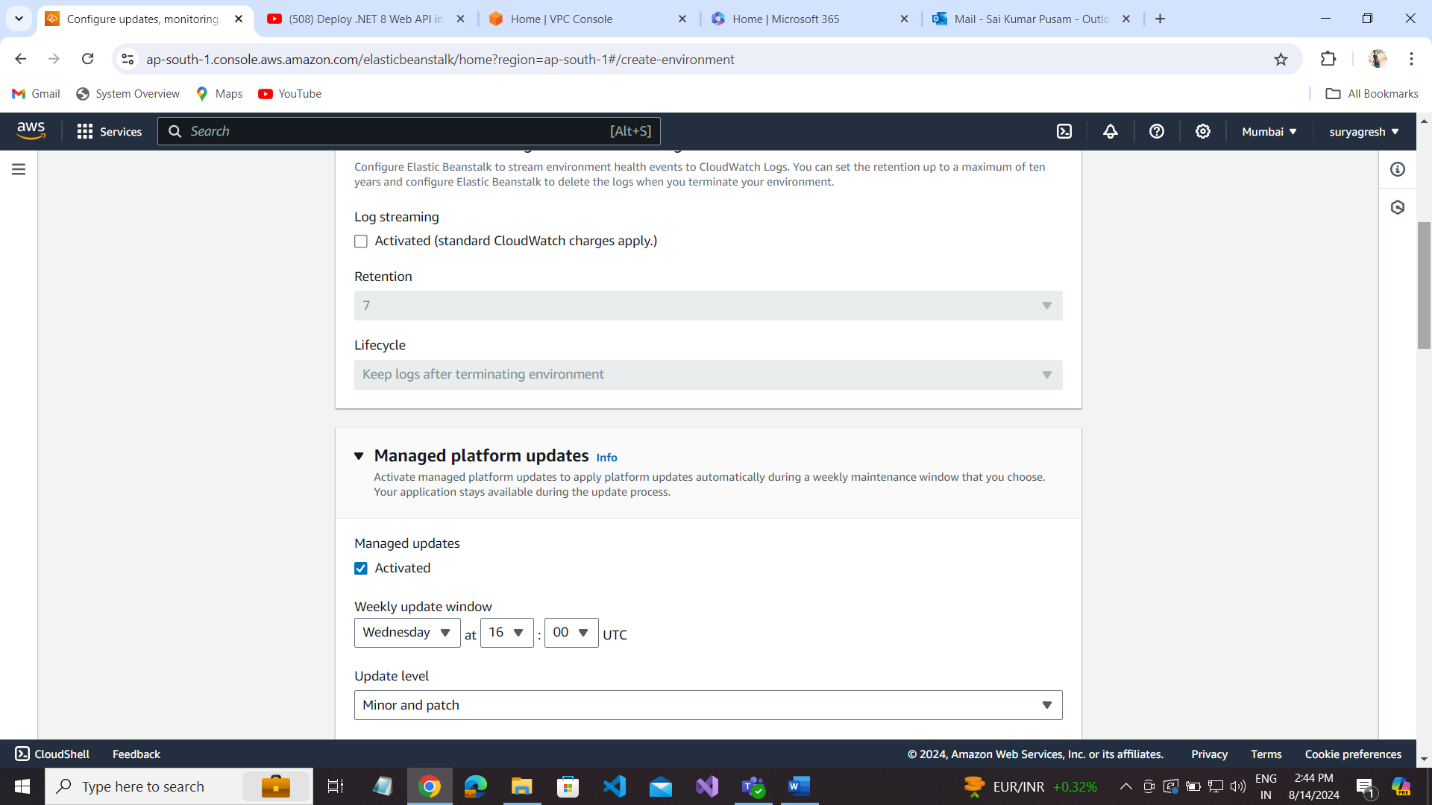 Configure updates, monitoring,
(508) Deploy .NET 8 Web API in
Home | VPC Console
Home | Microsoft 365
Mail - Sai Kumar Pusam - Outlo
ap-south-1.console.aws.amazon.com/elasticbeanstalk/home?region=ap-south-1#/create-environment
Gmail
System Overview
Maps
YouTube
All Bookmarks
aws
Services
Search
[Alt+S]
Mumbai
suryagresh
Configure Elastic Beanstalk to stream environment health events to CloudWatch Logs. You can set the retention up to a maximum of ten
years and configure Elastic Beanstalk to delete the logs when you terminate your environment.
Log streaming
Activated (standard CloudWatch charges apply.)
Retention
7
Lifecycle
Keep logs after terminating environment
Managed platform updates Info
Activate managed platform updates to apply platform updates automatically during a weekly maintenance window that you choose.
Your application stays available during the update process.
Managed updates
Activated
Weekly update window
Wednesday at 16 : 00 UTC
Update level
Minor and patch
CloudShell
Feedback
© 2024, Amazon Web Services, Inc. or its affiliates.
Privacy
Terms
Cookie preferences
Type here to search
EUR/INR +0.32%
ENG
IN
2:44 PM
8/14/2024
1